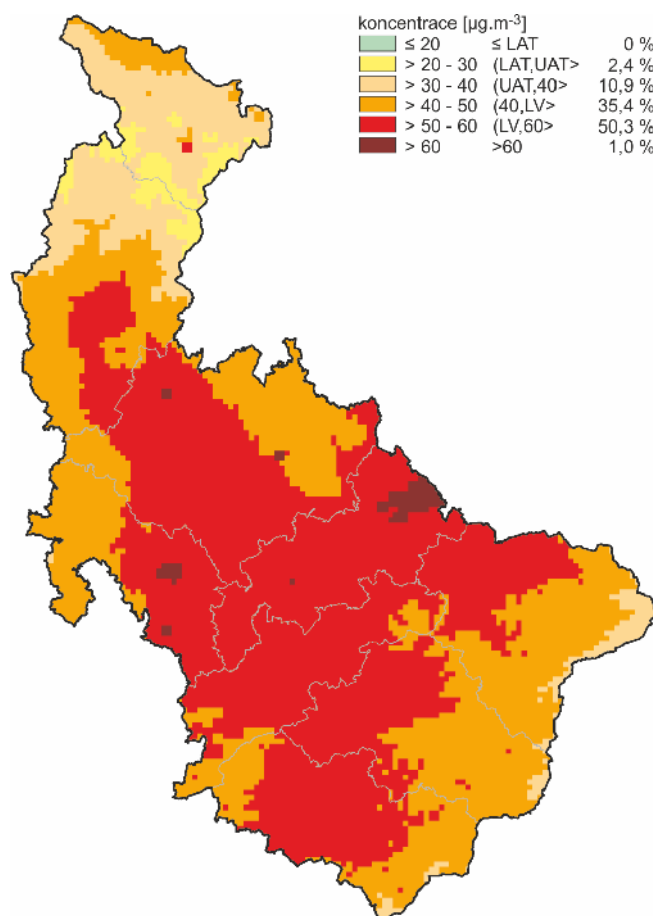 koncentrace [µg.m-3]
≤ 20 ≤ LAT 0 %
> 20 - 30 (LAT,UAT> 2,4 %
> 30 - 40 (UAT,40> 10,9 %
> 40 - 50 (40,LV> 35,4 %
> 50 - 60 (LV,60> 50,3 %
> 60 >60 1,0 %